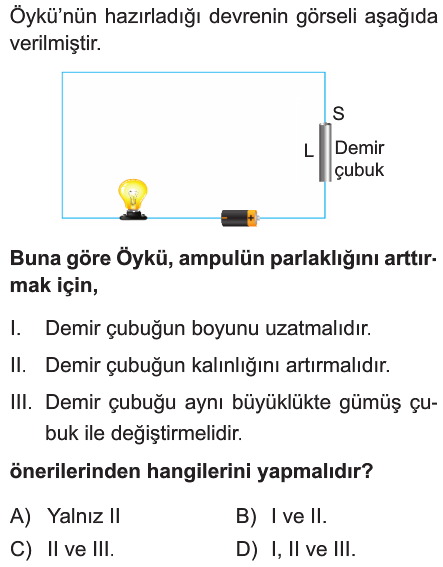 Öykü'nün hazırladığı devrenin görseli aşağıda
verilmiştir.
S
L
Demir
çubuk
- +
Buna göre Öykü, ampulün parlaklığını arttır-
mak için,
I. Demir çubuğun boyunu uzatmalıdır.
II. Demir çubuğun kalınlığını artırmalıdır.
III. Demir çubuğu aynı büyüklükte gümüş çu-
buk ile değiştirmelidir.
önerilerinden hangilerini yapmalıdır?
A) Yalnız II
B) I ve II.
C) II ve III.
D) I, II ve III.